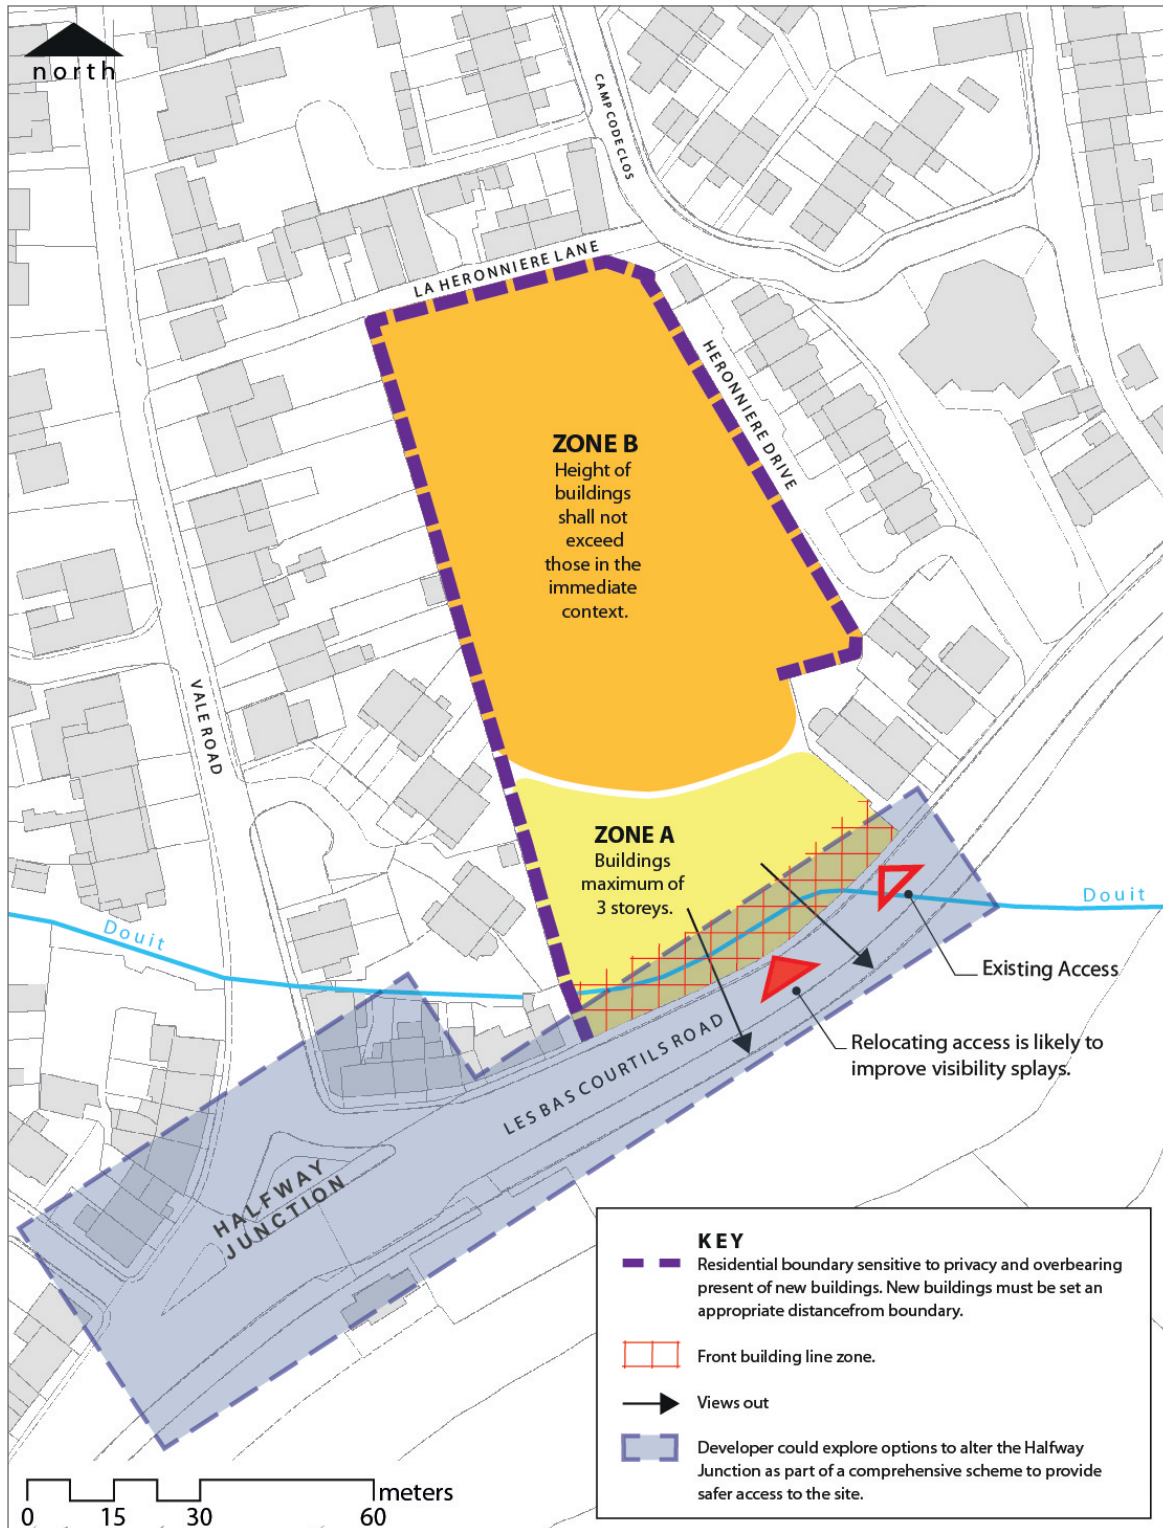 north
CAMP CODE CLOS
LA HERONNIERE LANE
HERONNIERE DRIVE
ZONE B
Height of
buildings
shall not
exceed
those in the
immediate
context.
VALE ROAD
ZONE A
Buildings
maximum of
3 storeys.
Douit
Douit
Existing Access
Relocating access is likely to
improve visibility splays.
LES BAS COURTILS ROAD
HALFWAY
JUNCTION
KEY
Residential boundary sensitive to privacy and overbearing
present of new buildings. New buildings must be set an
appropriate distancefrom boundary.
Front building line zone.
Views out
Developer could explore options to alter the Halfway
Junction as part of a comprehensive scheme to provide
safer access to the site.
meters
0 15 30 60